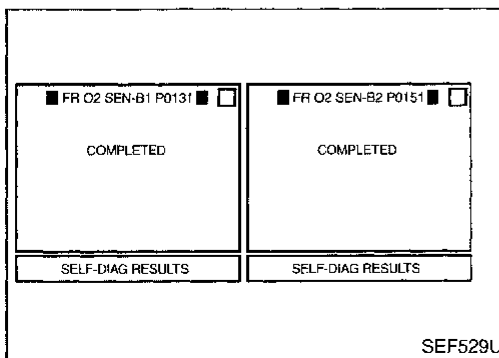 FR O2 SEN-B1 P0131
FR O2 SEN-B2 P0151
COMPLETED
COMPLETED
SELF-DIAG RESULTS
SELF-DIAG RESULTS
SEF529U